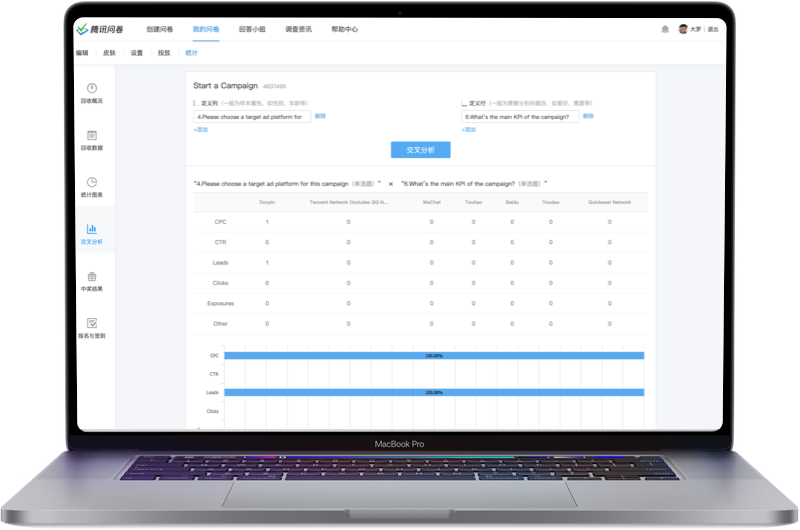 腾讯问卷 创建问卷 我的问卷 回答小组 调查资讯 帮助中心 大梦 | 退出
编辑 皮肤 设置 投放 统计
回收概况
回收数据
统计图表
交叉分析
中奖结果
报名与签到
Start a Campaign 4637495
定义列 (一般为样本属性，如性别、年龄等)
4.Please choose a target ad platform for 删除
+添加
定义行 (一般为需要分析的题目，如喜好、意愿等)
6.What's the main KPI of the campaign? 删除
+添加
交叉分析
"4.Please choose a target ad platform for this campaign (单选题) " × "6.What's the main KPI of the campaign? (单选题) "
Douyin Tencent Network (includes QQ N... WeChat Toutiao Baidu Youdao Quickeast Network
CPC 1 0 0 0 0 0 0
CTR 0 0 0 0 0 0 0
Leads 1 0 0 0 0 0 0
Clicks 0 0 0 0 0 0 0
Exposures 0 0 0 0 0 0 0
Other 0 0 0 0 0 0 0
CPC 100.00%
CTR
Leads 100.00%
Clicks
MacBook Pro